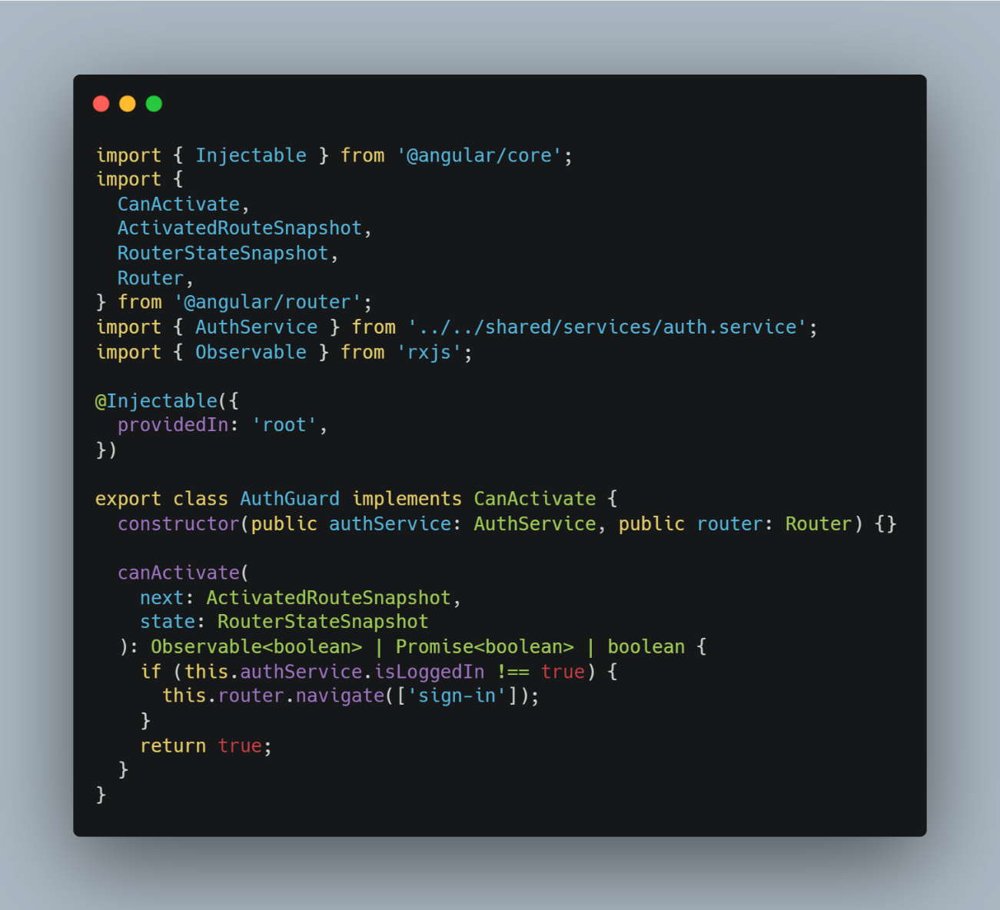 import { Injectable } from '@angular/core';
import {
  CanActivate,
  ActivatedRouteSnapshot,
  RouterStateSnapshot,
  Router,
} from '@angular/router';
import { AuthService } from '../../shared/services/auth.service';
import { Observable } from 'rxjs';

@Injectable({
  providedIn: 'root',
})

export class AuthGuard implements CanActivate {
  constructor(public authService: AuthService, public router: Router) {}

  canActivate(
    next: ActivatedRouteSnapshot,
    state: RouterStateSnapshot
  ): Observable<boolean> | Promise<boolean> | boolean {
    if (this.authService.isLoggedIn !== true) {
      this.router.navigate(['sign-in']);
    }
    return true;
  }
}